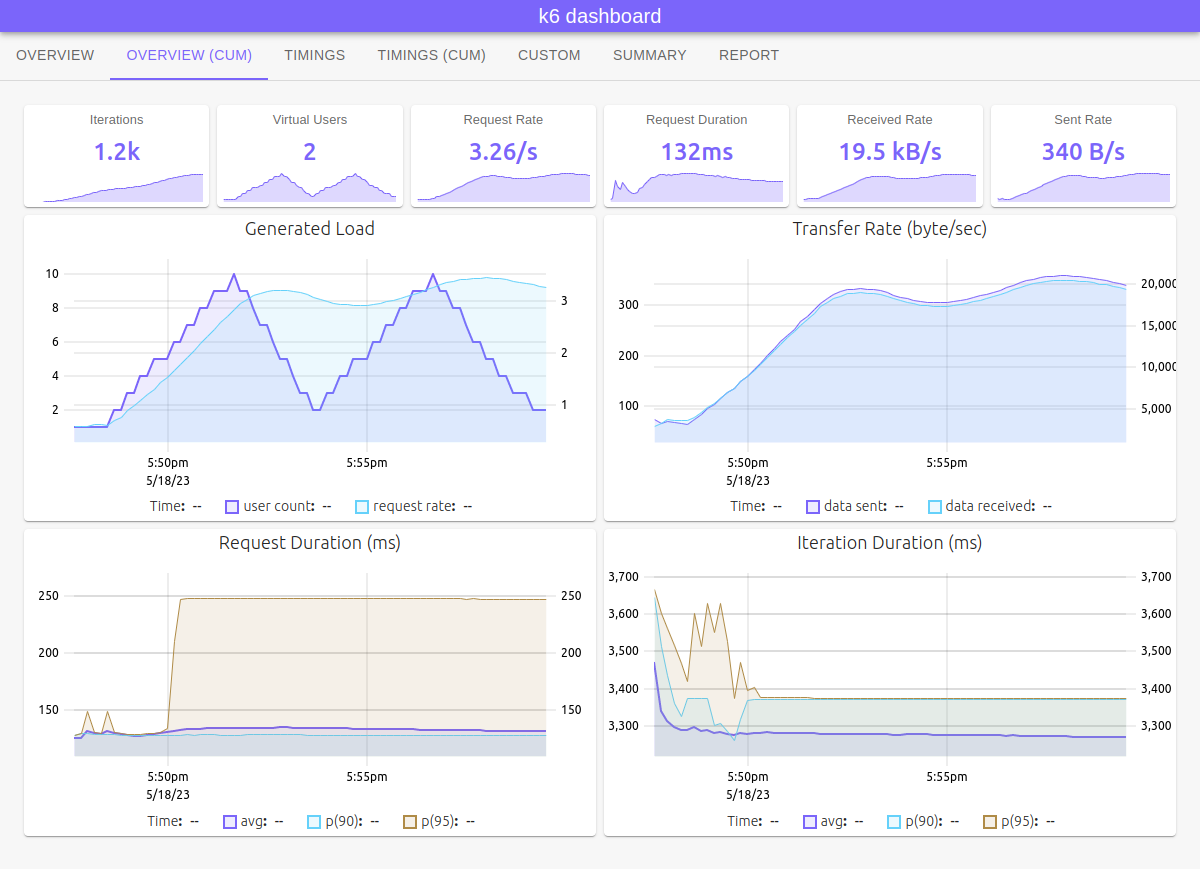 k6 dashboard
OVERVIEW OVERVIEW (CUM) TIMINGS TIMINGS (CUM) CUSTOM SUMMARY REPORT
Iterations Virtual Users Request Rate Request Duration Received Rate Sent Rate
1.2k 2 3.26/s 132ms 19.5 kB/s 340 B/s
Generated Load
10
8
6
4
2
3
2
1
5:50pm 5:55pm
5/18/23
Time: -- user count: -- request rate: --
Transfer Rate (byte/sec)
300
200
100
20,000
15,000
10,000
5,000
5:50pm 5:55pm
5/18/23
Time: -- data sent: -- data received: --
Request Duration (ms)
250 250
200 200
150 150
5:50pm 5:55pm
5/18/23
Time: -- avg: -- p(90): -- p(95): --
Iteration Duration (ms)
3,700 3,700
3,600 3,600
3,500 3,500
3,400 3,400
3,300 3,300
5:50pm 5:55pm
5/18/23
Time: -- avg: -- p(90): -- p(95): --